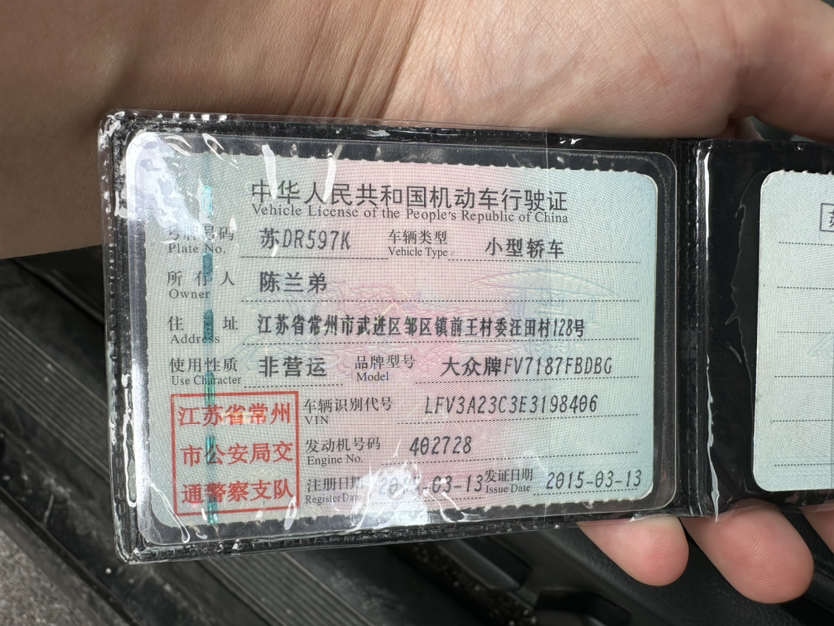 中华人民共和国机动车行驶证
Vehicle License of the People's Republic of China
号牌号码 苏DR597K 车辆类型 小型轿车
Plate No. Vehicle Type
所有人 陈兰弟
Owner
住址 江苏省常州市武进区邹区镇前王村委汪田村128号
Address
使用性质 非营运 品牌型号 大众牌FV7187FBDBG
Use Character Model
江苏省常州
市公安局交
通警察支队
车辆识别代号 LFV3A23C3E3198406
VIN
发动机号码 402728
Engine No.
注册日期 03-13 发证日期 2015-03-13
Register Date Issue Date